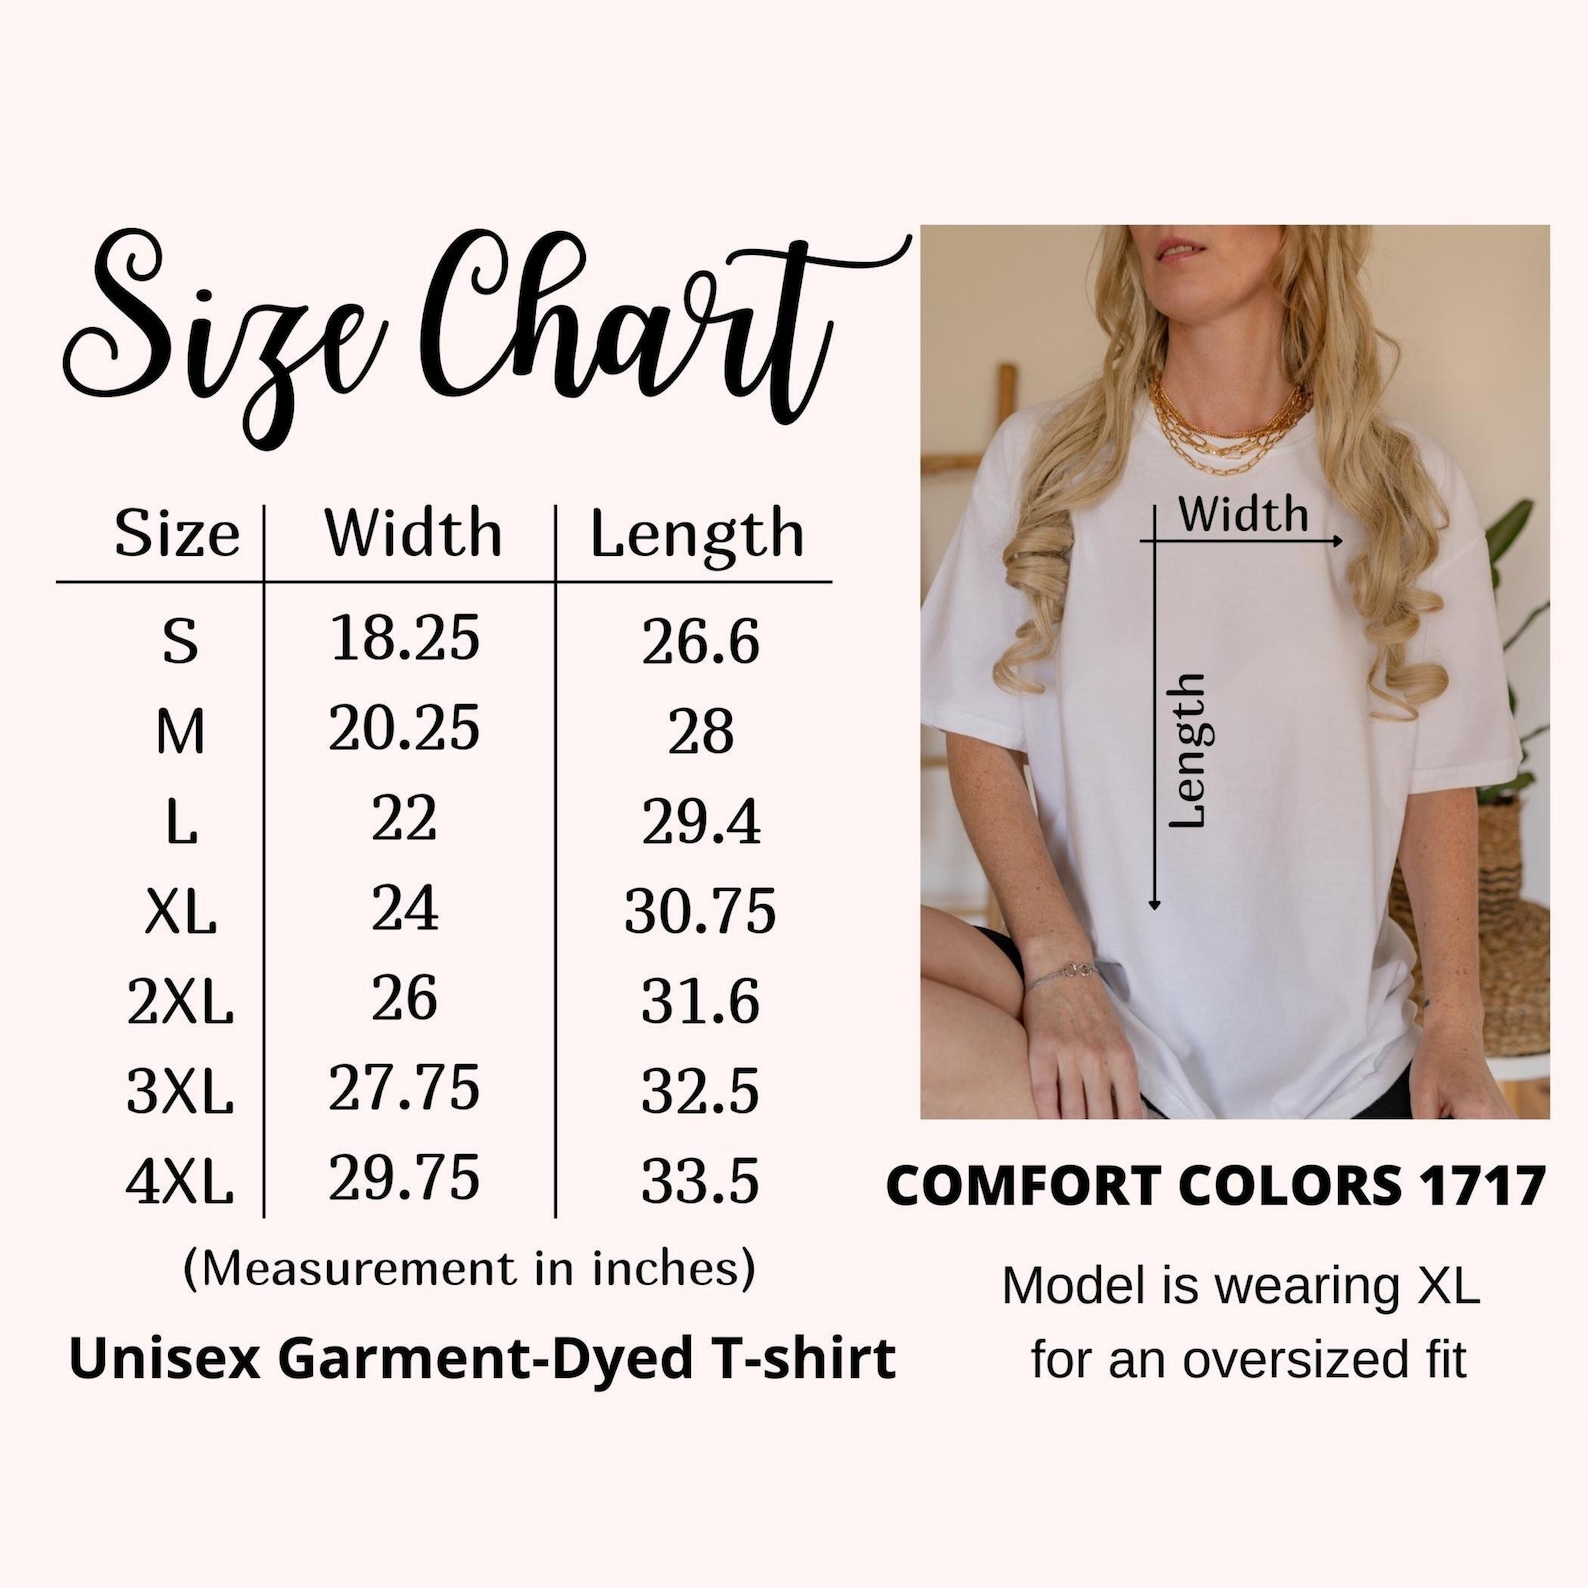 Size Chart
Size Width Length
S 18.25 26.6
M 20.25 28
L 22 29.4
XL 24 30.75
2XL 26 31.6
3XL 27.75 32.5
4XL 29.75 33.5
(Measurement in inches)
Unisex Garment-Dyed T-shirt
Width
Length
COMFORT COLORS 1717
Model is wearing XL
for an oversized fit